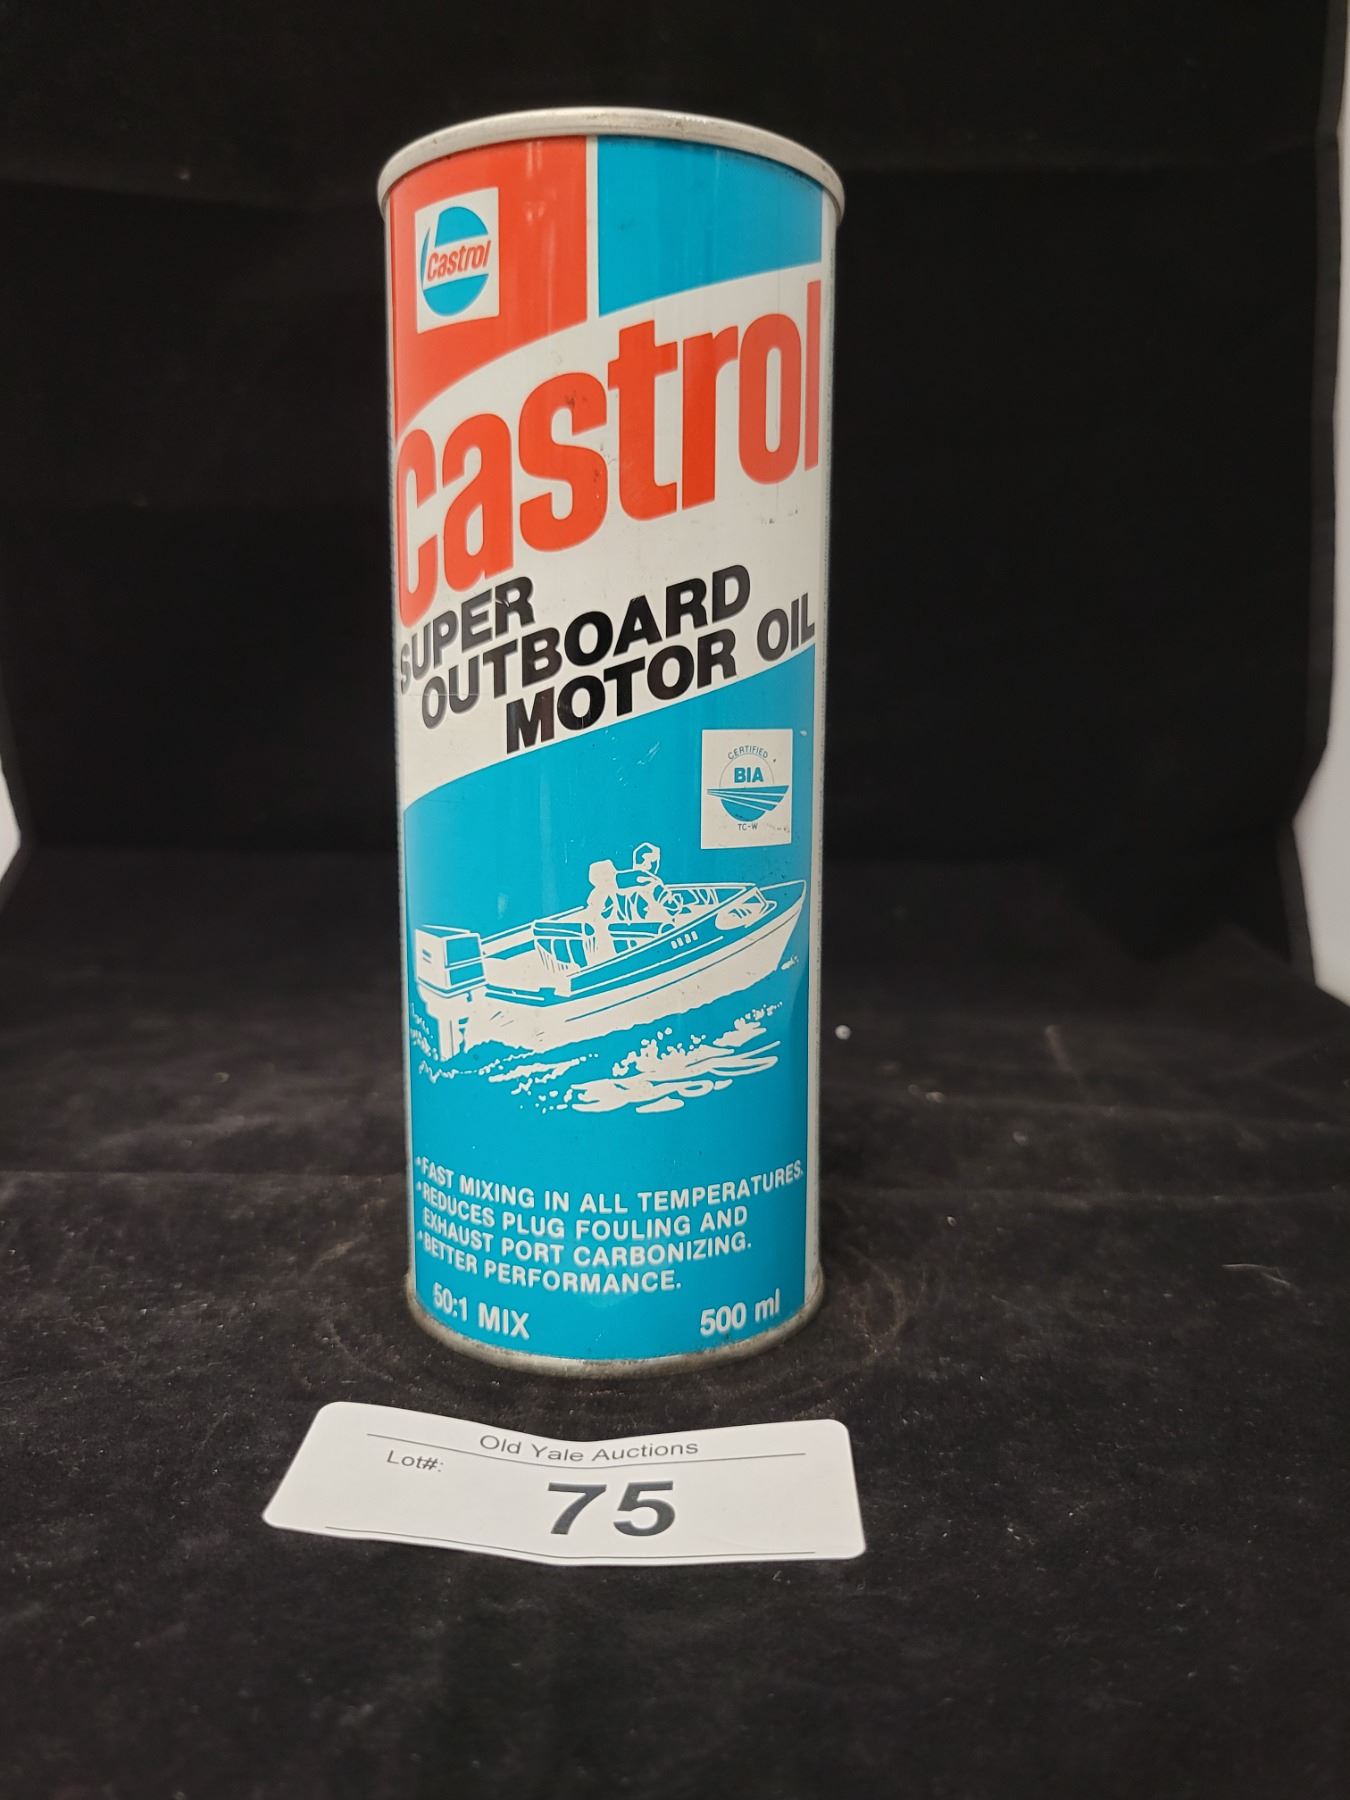 Castrol
Castrol
SUPER
OUTBOARD
MOTOR OIL
CERTIFIED
BIA
TC-W
•FAST MIXING IN ALL TEMPERATURES.
•REDUCES PLUG FOULING AND
EXHAUST PORT CARBONIZING.
•BETTER PERFORMANCE.
50:1 MIX 500 ml
Old Yale Auctions
Lot#:
75